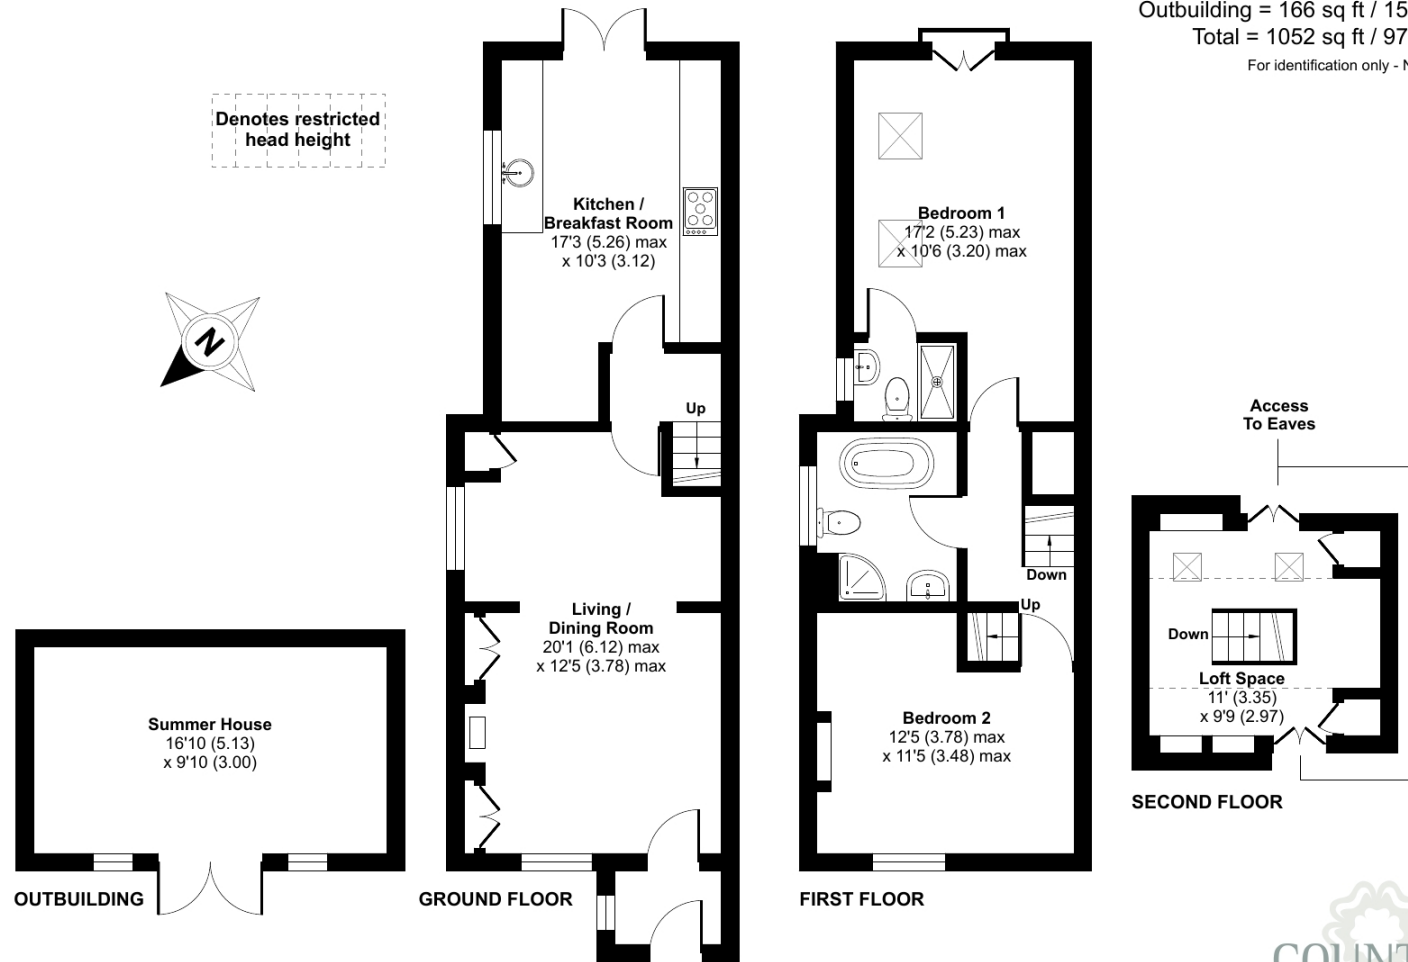 Outbuilding = 166 sq ft / 15
Total = 1052 sq ft / 97
For identification only - N
Denotes restricted
head height
Kitchen /
Breakfast Room
17'3 (5.26) max
x 10'3 (3.12)
Bedroom 1
17'2 (5.23) max
x 10'6 (3.20) max
N
Up
Access
To Eaves
Down
Up
Living /
Dining Room
20'1 (6.12) max
x 12'5 (3.78) max
Down
Loft Space
11' (3.35)
x 9'9 (2.97)
Summer House
16'10 (5.13)
x 9'10 (3.00)
Bedroom 2
12'5 (3.78) max
x 11'5 (3.48) max
SECOND FLOOR
OUTBUILDING
GROUND FLOOR
FIRST FLOOR